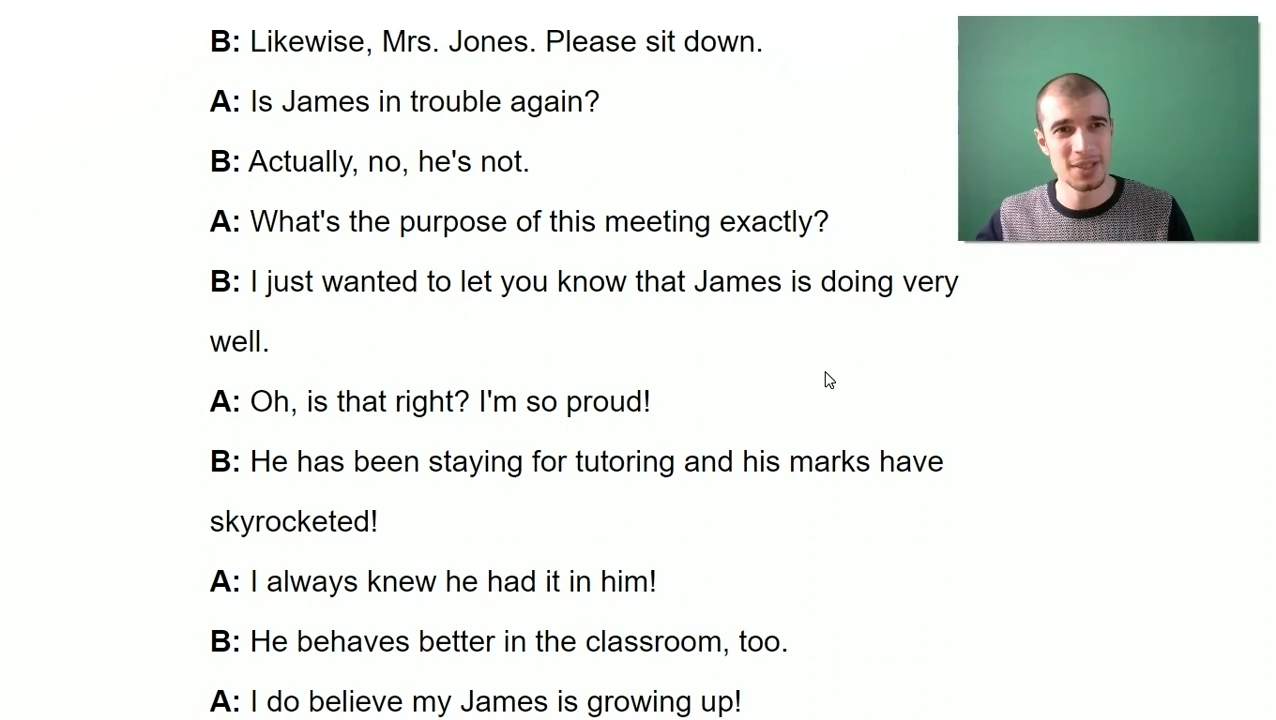 B: Likewise, Mrs. Jones. Please sit down.
A: Is James in trouble again?
B: Actually, no, he's not.
A: What's the purpose of this meeting exactly?
B: I just wanted to let you know that James is doing very
well.
A: Oh, is that right? I'm so proud!
B: He has been staying for tutoring and his marks have
skyrocketed!
A: I always knew he had it in him!
B: He behaves better in the classroom, too.
A: I do believe my James is growing up!